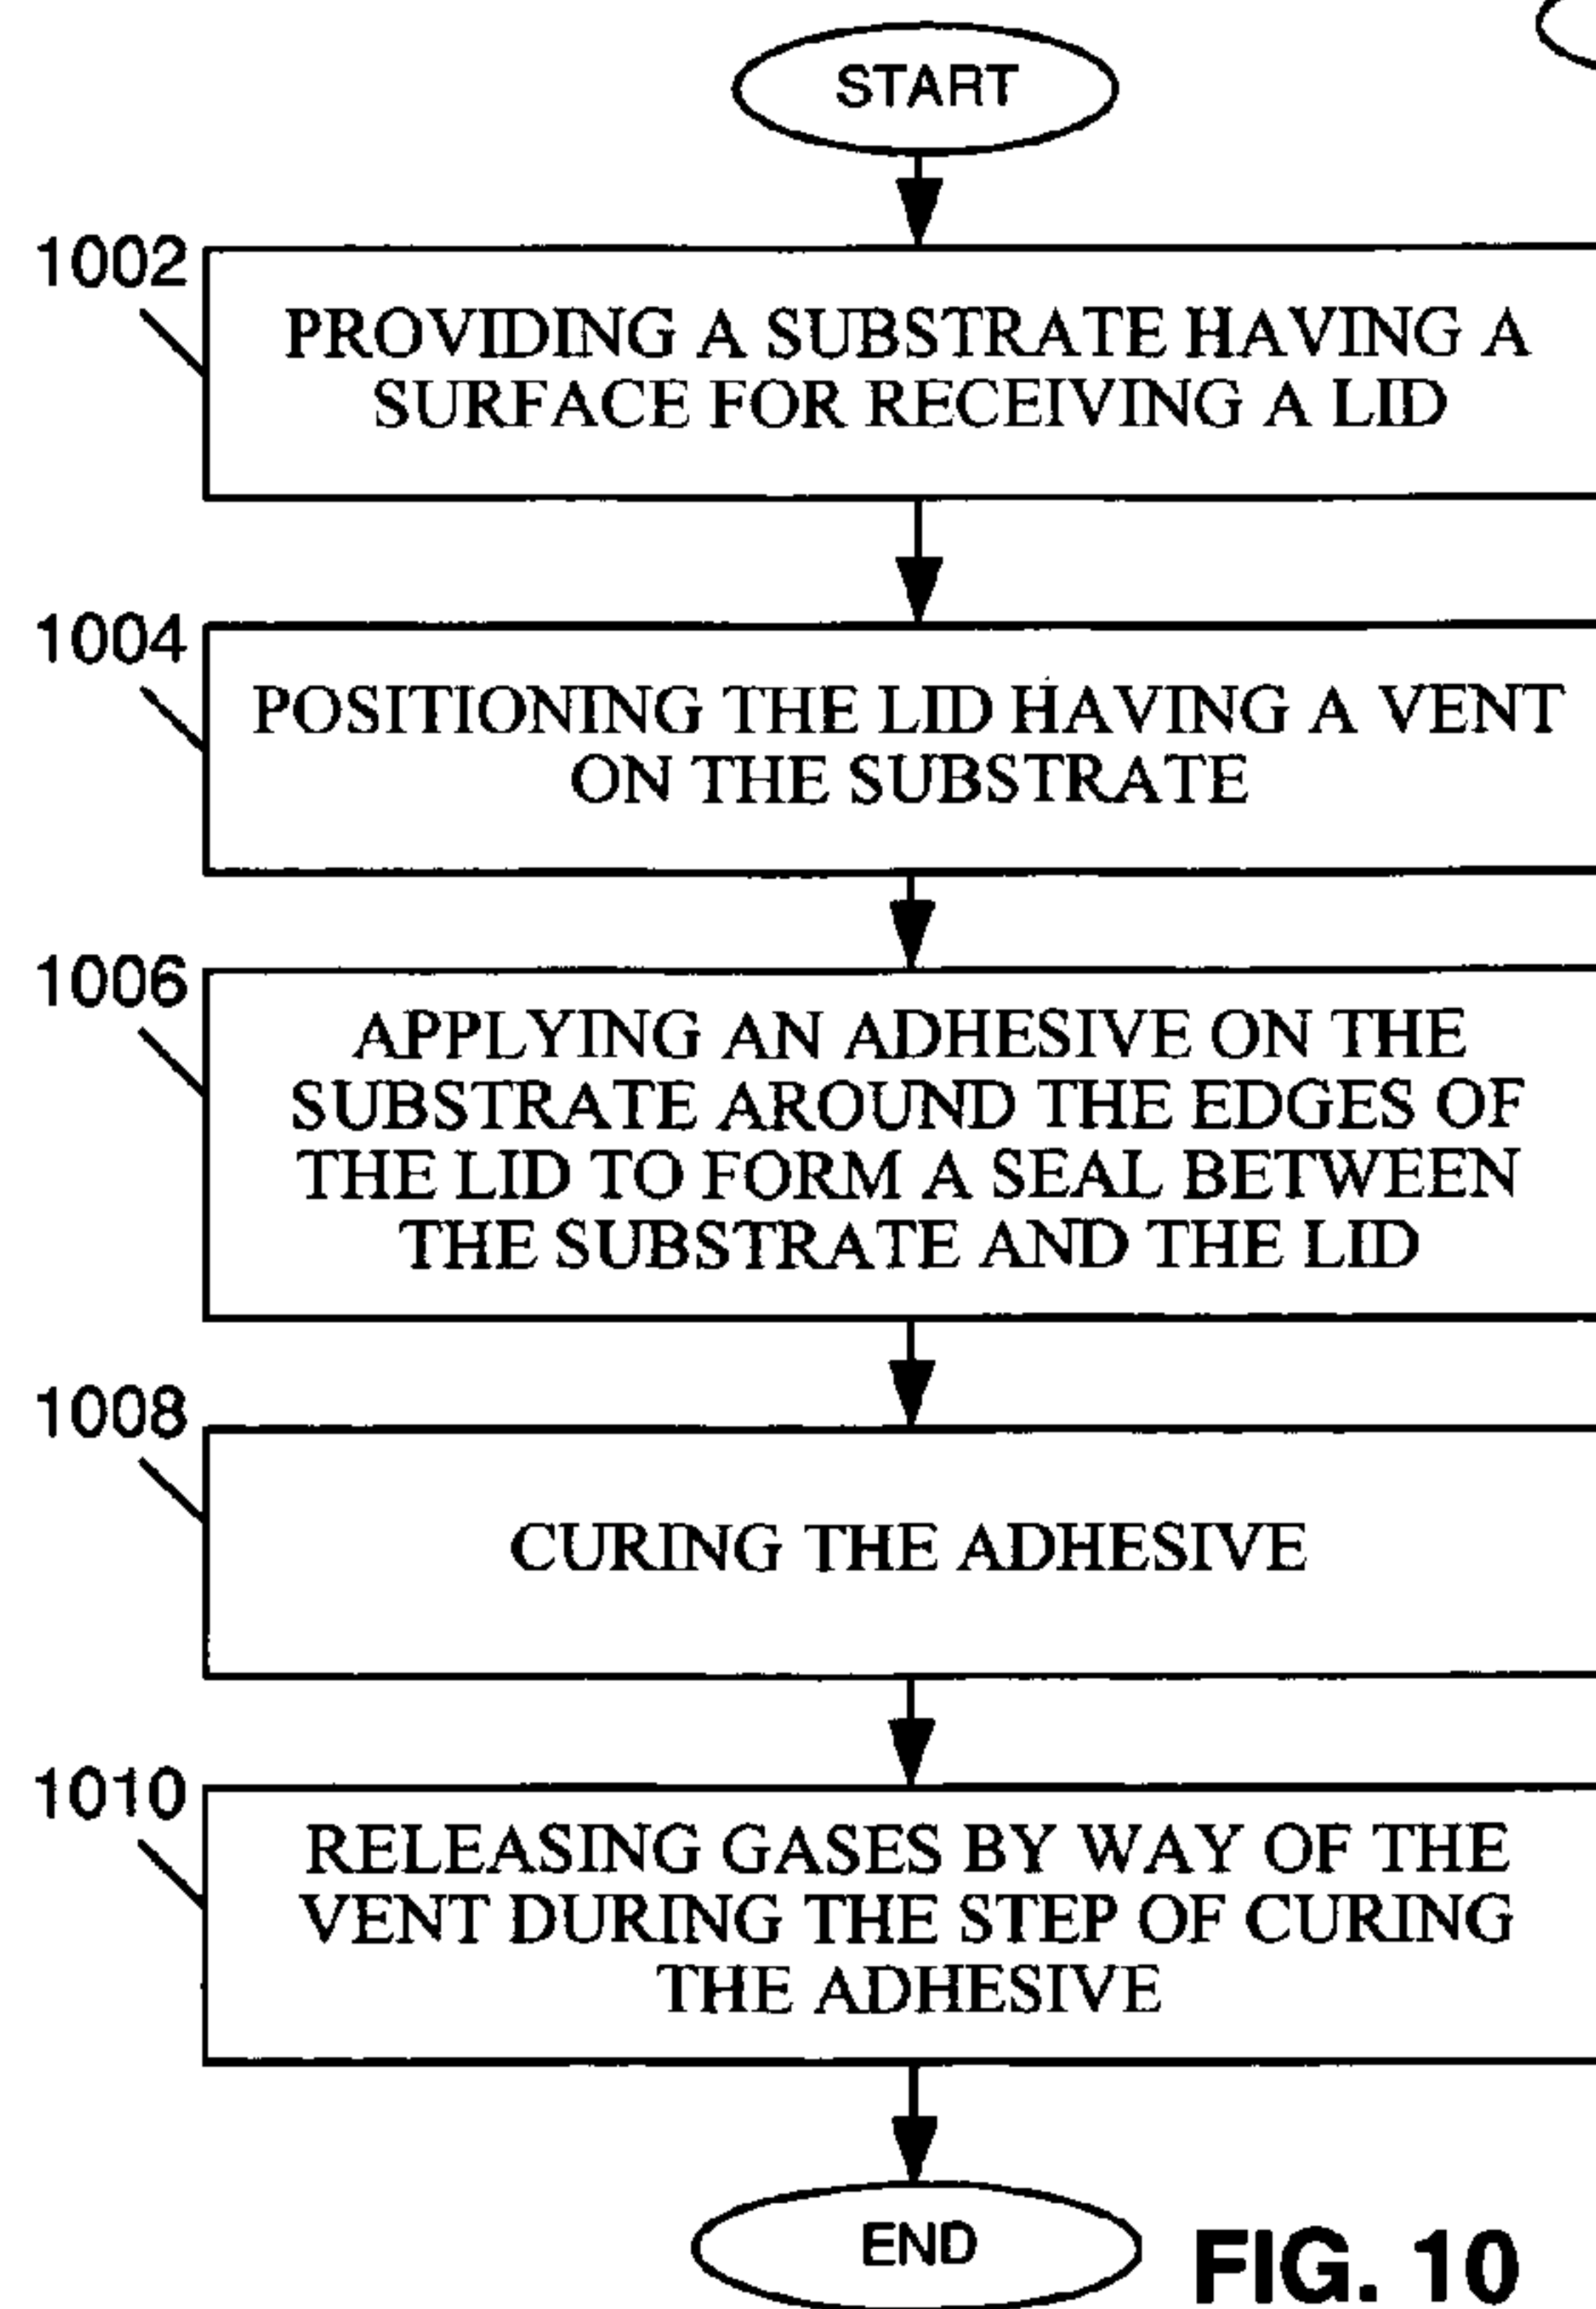 START
1002
PROVIDING A SUBSTRATE HAVING A
SURFACE FOR RECEIVING A LID
1004
POSITIONING THE LID HAVING A VENT
ON THE SUBSTRATE
1006
APPLYING AN ADHESIVE ON THE
SUBSTRATE AROUND THE EDGES OF
THE LID TO FORM A SEAL BETWEEN
THE SUBSTRATE AND THE LID
1008
CURING THE ADHESIVE
1010
RELEASING GASES BY WAY OF THE
VENT DURING THE STEP OF CURING
THE ADHESIVE
END
FIG. 10